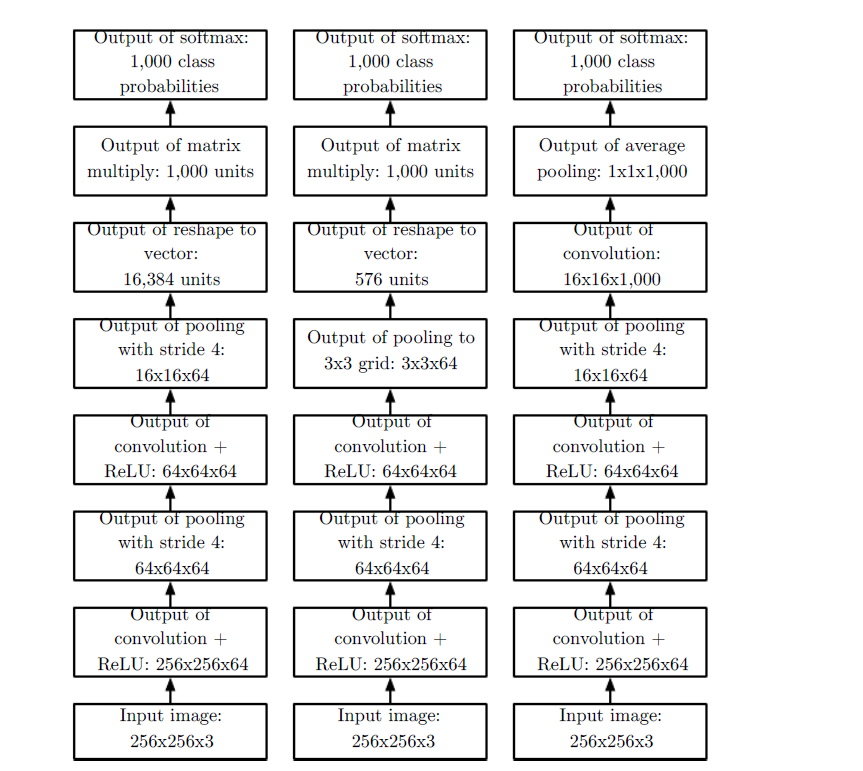 Output of softmax:
1,000 class
probabilities
Output of matrix
multiply: 1,000 units
Output of reshape to
vector:
16,384 units
Output of pooling
with stride 4:
16x16x64
Output of
convolution +
ReLU: 64x64x64
Output of pooling
with stride 4:
64x64x64
Output of
convolution +
ReLU: 256x256x64
Input image:
256x256x3
Output of softmax:
1,000 class
probabilities
Output of matrix
multiply: 1,000 units
Output of reshape to
vector:
576 units
Output of pooling to
3x3 grid: 3x3x64
Output of
convolution +
ReLU: 64x64x64
Output of pooling
with stride 4:
64x64x64
Output of
convolution +
ReLU: 256x256x64
Input image:
256x256x3
Output of softmax:
1,000 class
probabilities
Output of average
pooling: 1x1x1,000
Output of
convolution:
16x16x1,000
Output of pooling
with stride 4:
16x16x64
Output of
convolution +
ReLU: 64x64x64
Output of pooling
with stride 4:
64x64x64
Output of
convolution +
ReLU: 256x256x64
Input image:
256x256x3